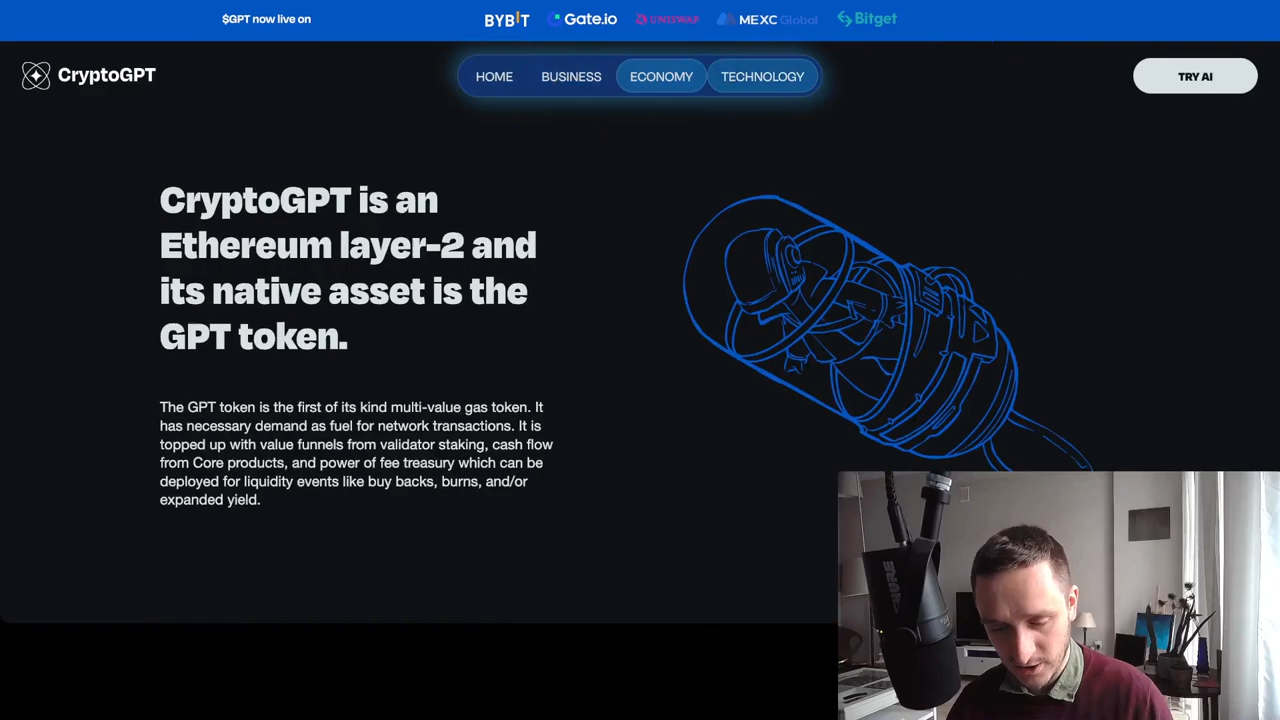 $GPT now live on
BYBIT
Gate.io
UNISWAP
MEXC Global
Bitget
CryptoGPT
HOME
BUSINESS
ECONOMY
TECHNOLOGY
TRY AI
CryptoGPT is an
Ethereum layer-2 and
its native asset is the
GPT token.
The GPT token is the first of its kind multi-value gas token. It
has necessary demand as fuel for network transactions. It is
topped up with value funnels from validator staking, cash flow
from Core products, and power of fee treasury which can be
deployed for liquidity events like buy backs, burns, and/or
expanded yield.
SHURE